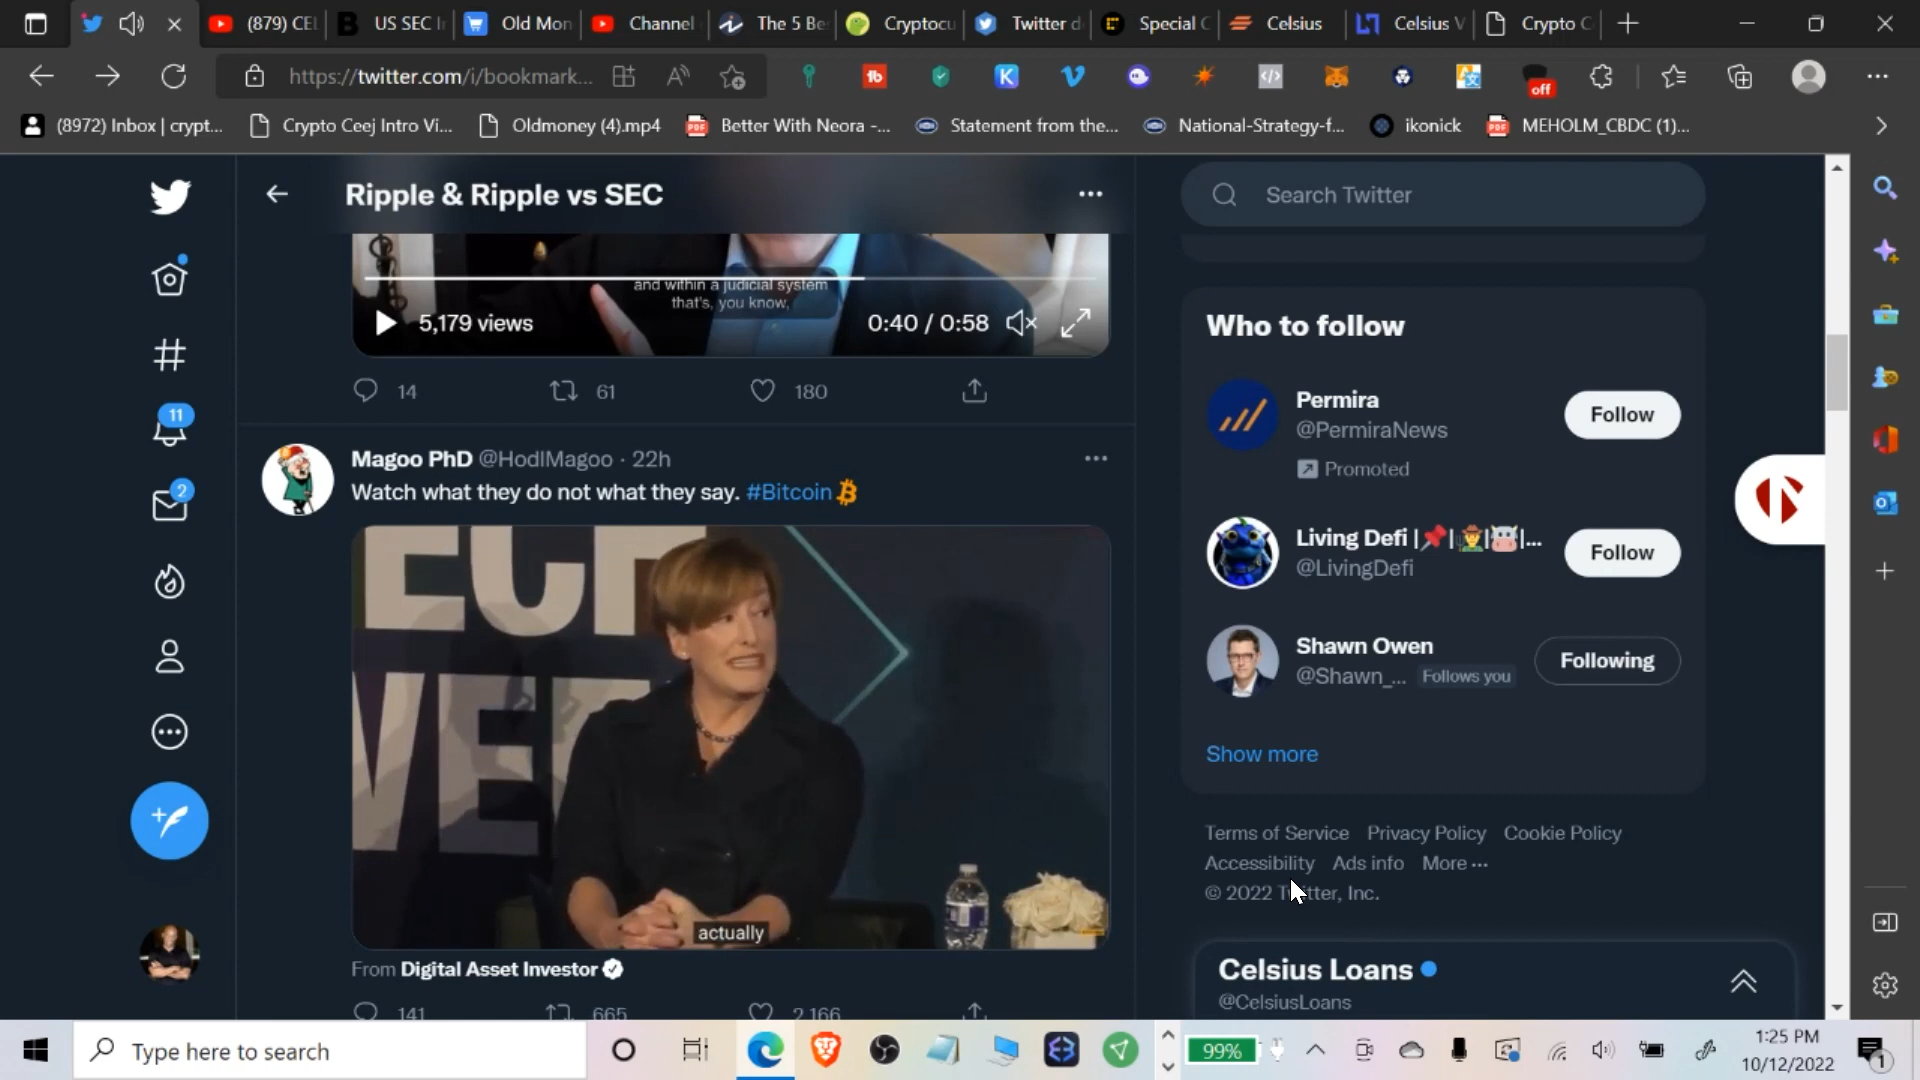 (879) CEL
US SEC I
Old Mon
Channel
The 5 Be
Cryptocu
Twitter d
Special C
Celsius
Celsius V
Crypto C
https://twitter.com/i/bookmark...
off
(8972) Inbox | crypt...
Crypto Ceej Intro Vi...
Oldmoney (4).mp4
Better With Neora -...
Statement from the...
National-Strategy-f...
ikonick
MEHOLM_CBDC (1)...
Ripple & Ripple vs SEC
Search Twitter
and within a judicial system
that's, you know,
5,179 views
0:40 / 0:58
14
61
180
Magoo PhD @HodlMagoo · 22h
Watch what they do not what they say. #Bitcoin
actually
From Digital Asset Investor
141
665
2,166
11
2
Who to follow
Permira
@PermiraNews
Promoted
Follow
Living Defi |
@LivingDefi
Follow
Shawn Owen
@Shawn_... Follows you
Following
Show more
Terms of Service Privacy Policy Cookie Policy
Accessibility Ads info More ...
© 2022 Twitter, Inc.
Celsius Loans
@CelsiusLoans
Type here to search
99%
1:25 PM
10/12/2022
1